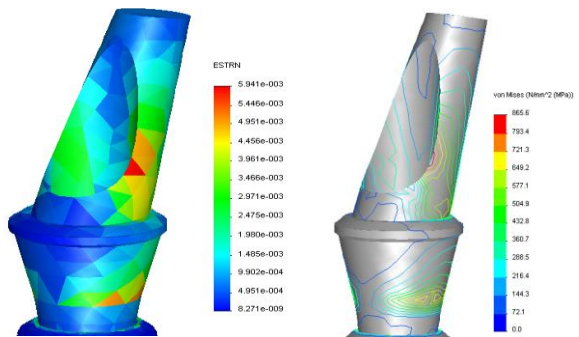 ESTRN
5.941e-003
5.446e-003
4.951e-003
4.456e-003
3.961e-003
3.466e-003
2.971e-003
2.475e-003
1.980e-003
1.485e-003
9.902e-004
4.951e-004
8.271e-009
von Mises (N/mm^2 (MPa))
865.6
793.4
721.3
649.2
577.1
504.9
432.8
360.7
288.5
216.4
144.3
72.1
0.0